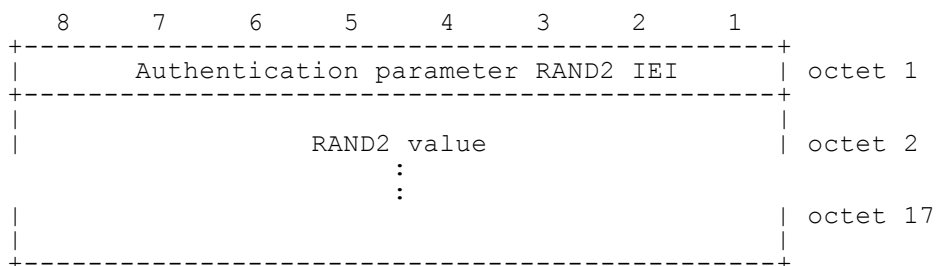 8 7 6 5 4 3 2 1
+-----------------------------------------------+
| Authentication parameter RAND2 IEI | octet 1
+-----------------------------------------------+
| |
| RAND2 value | octet 2
:
:
| | octet 17
| |
+-----------------------------------------------+